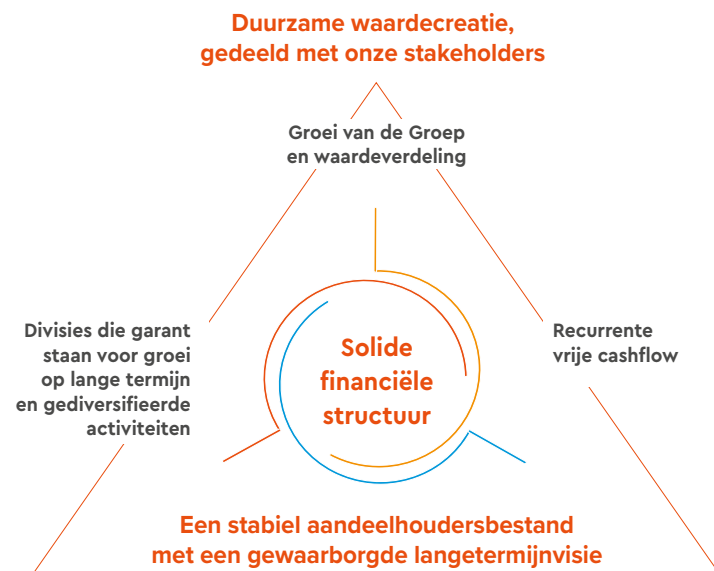 Duurzame waardecreatie,
gedeeld met onze stakeholders
Groei van de Groep
en waardeverdeling
Divisies die garant
staan voor groei
op lange termijn
en gediversifieerde
activiteiten
Solide
financiële
structuur
Recurrente
vrije cashflow
Een stabiel aandeelhoudersbestand
met een gewaarborgde langetermijnvisie